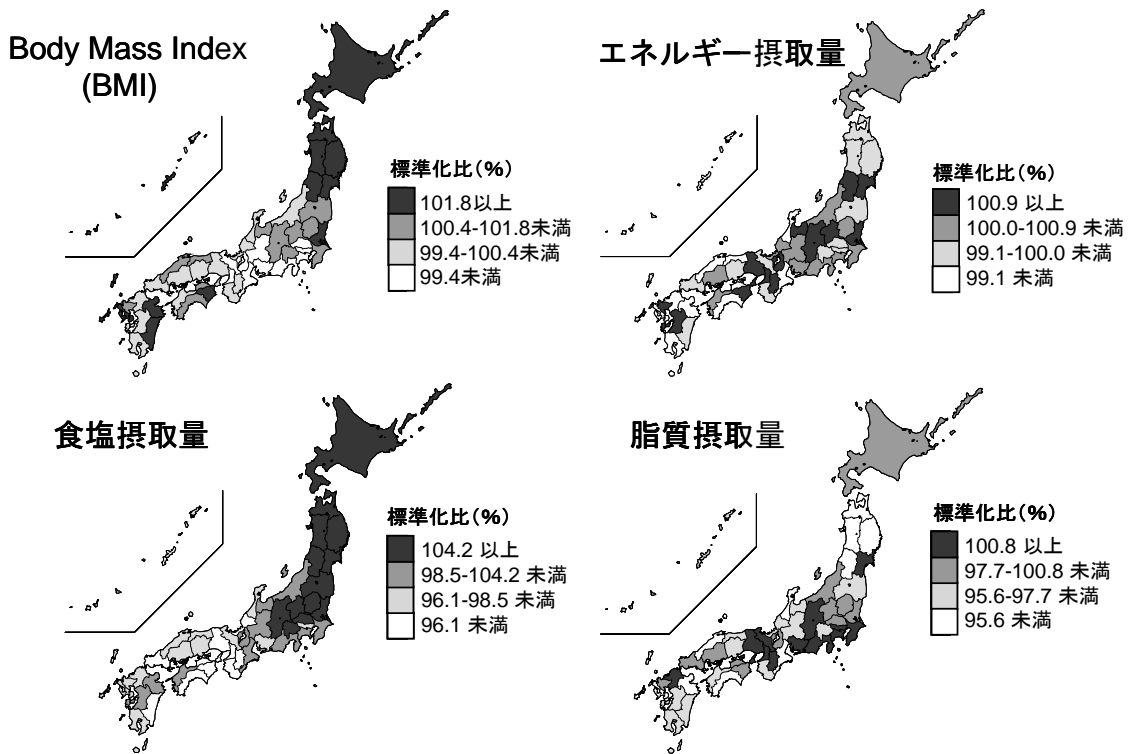 Body Mass Index
(BMI)
標準化比(%)
101.8以上
100.4-101.8未満
99.4-100.4未満
99.4未満
エネルギー摂取量
標準化比(%)
100.9 以上
100.0-100.9 未満
99.1-100.0 未満
99.1 未満
食塩摂取量
標準化比(%)
104.2 以上
98.5-104.2 未満
96.1-98.5 未満
96.1 未満
脂質摂取量
標準化比(%)
100.8 以上
97.7-100.8 未満
95.6-97.7 未満
95.6 未満